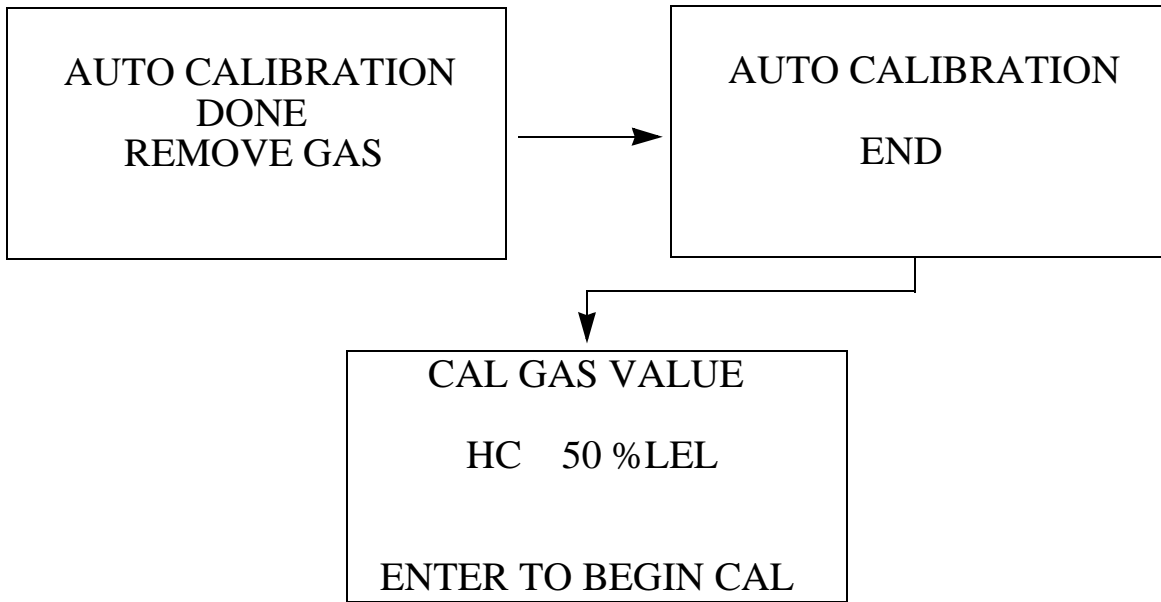 AUTO CALIBRATION
DONE
REMOVE GAS
AUTO CALIBRATION
END
CAL GAS VALUE
HC 50 %LEL
ENTER TO BEGIN CAL